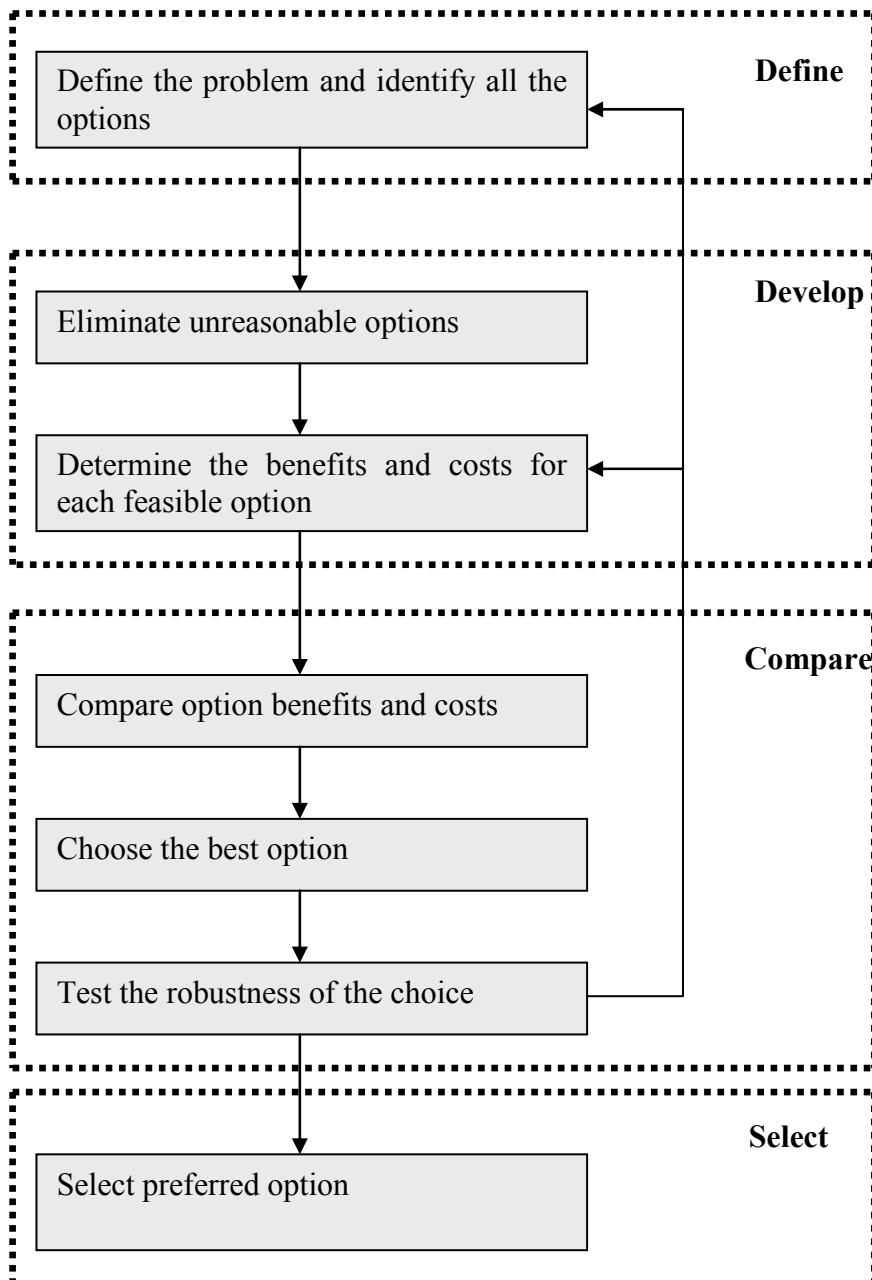 Define
Define the problem and identify all the
options
Develop
Eliminate unreasonable options
Determine the benefits and costs for
each feasible option
Compare
Compare option benefits and costs
Choose the best option
Test the robustness of the choice
Select
Select preferred option